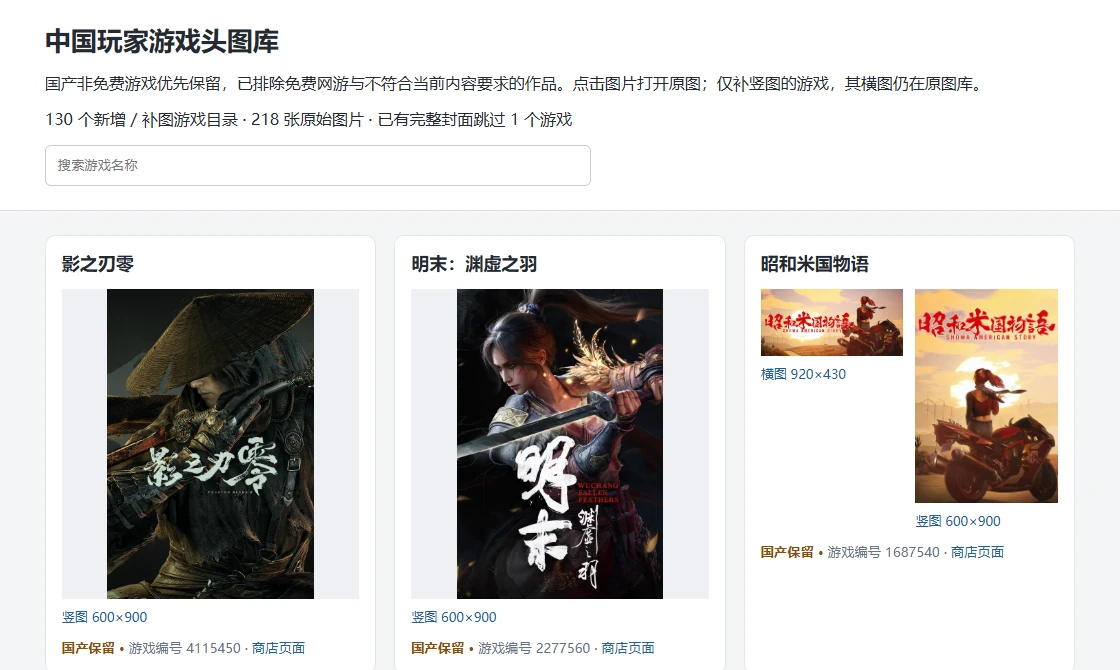 中国玩家游戏头图库
国产非免费游戏优先保留，已排除免费网游与不符合当前内容要求的作品。点击图片打开原图；仅补竖图的游戏，其横图仍在原图库。
130 个新增 / 补图游戏目录 · 218 张原始图片 · 已有完整封面跳过 1 个游戏
搜索游戏名称
影之刃零
影之刃零
竖图 600×900
国产保留 • 游戏编号 4115450 · 商店页面
明末：渊虚之羽
明末
WUCHANG
FALLEN
FEATHERS
渊虚之羽
竖图 600×900
国产保留 • 游戏编号 2277560 · 商店页面
昭和米国物语
昭和米国物語
SHOWA AMERICAN STORY
横图 920×430
昭和米国物語
SHOWA AMERICAN STORY
竖图 600×900
国产保留 • 游戏编号 1687540 · 商店页面